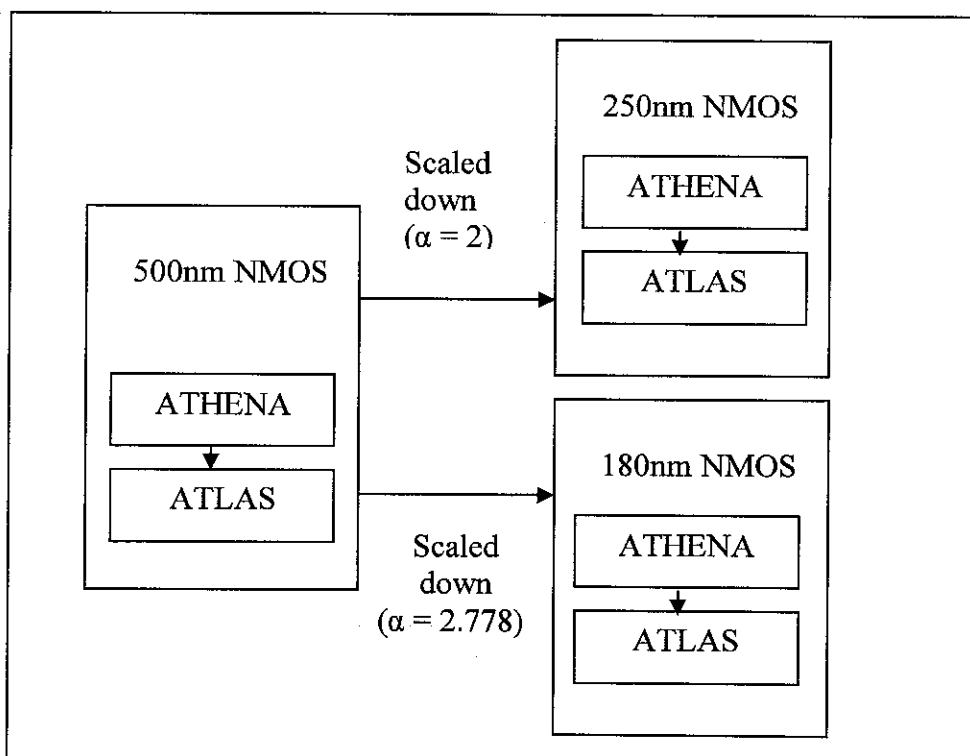 500nm NMOS
ATHENA
ATLAS
Scaled
down
(α = 2)
250nm NMOS
ATHENA
ATLAS
Scaled
down
(α = 2.778)
180nm NMOS
ATHENA
ATLAS